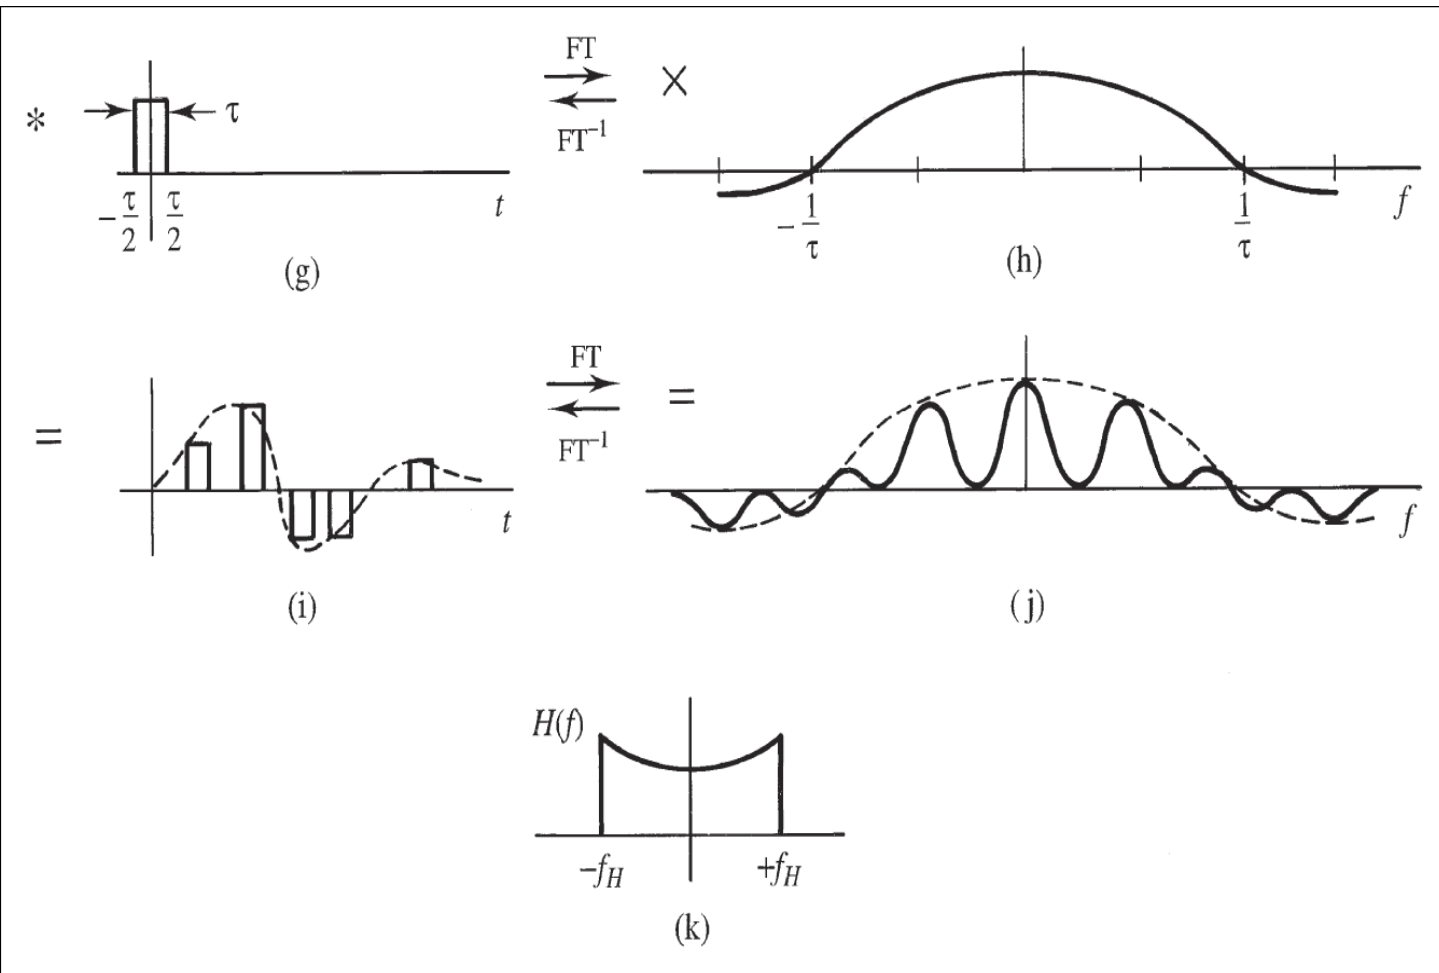 FT
* τ
FT⁻¹
×
-τ/2 τ/2
t
-1/τ
1/τ
f
(g)
(h)
FT
=
FT⁻¹
=
t
f
(i)
(j)
H(f)
-f_H
+f_H
(k)